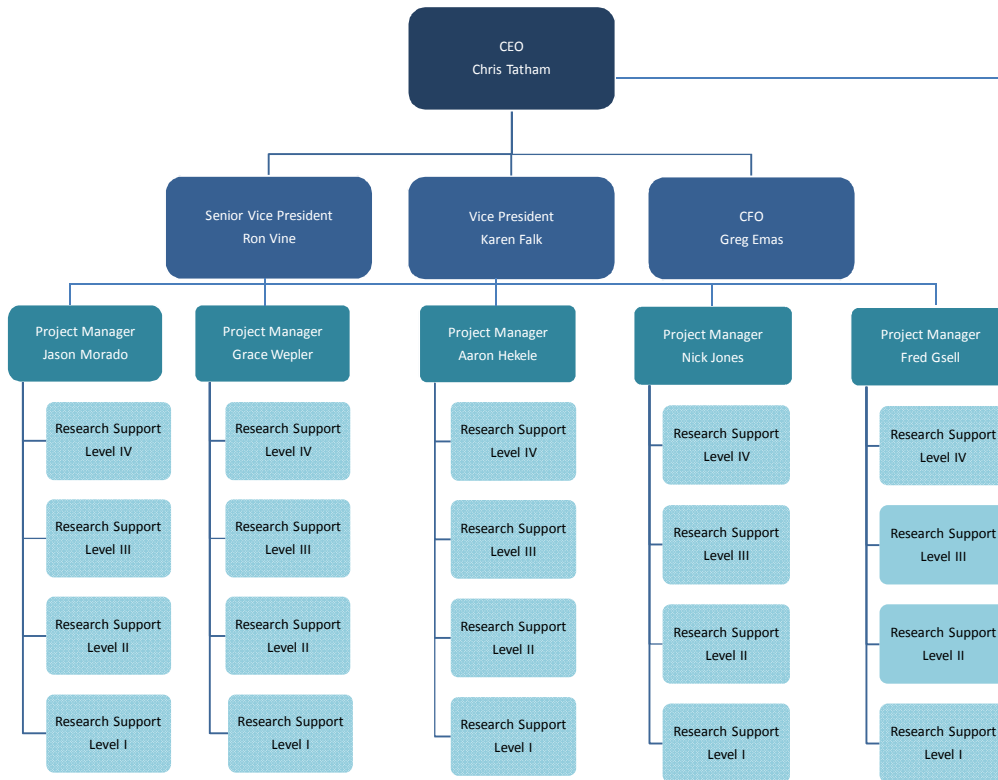 CEO
Chris Tatham
Senior Vice President
Ron Vine
Vice President
Karen Falk
CFO
Greg Emas
Project Manager
Jason Morado
Project Manager
Grace Wepler
Project Manager
Aaron Hekele
Project Manager
Nick Jones
Project Manager
Fred Gsell
Research Support
Level IV
Research Support
Level IV
Research Support
Level IV
Research Support
Level IV
Research Support
Level IV
Research Support
Level III
Research Support
Level III
Research Support
Level III
Research Support
Level III
Research Support
Level III
Research Support
Level II
Research Support
Level II
Research Support
Level II
Research Support
Level II
Research Support
Level II
Research Support
Level I
Research Support
Level I
Research Support
Level I
Research Support
Level I
Research Support
Level I